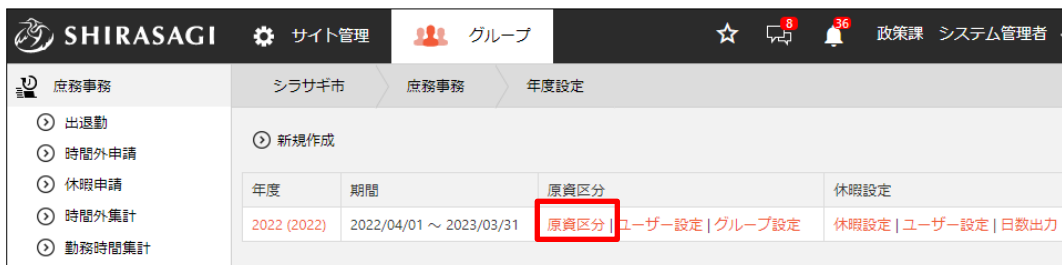 SHIRASAGI サイト管理 グループ 8 36 政策課 システム管理者
庶務事務 シラサギ市 庶務事務 年度設定
出退勤
新規作成
時間外申請
休暇申請 年度 期間 原資区分 休暇設定
時間外集計 2022 (2022) 2022/04/01 ～ 2023/03/31 原資区分 | ユーザー設定 | グループ設定 休暇設定 | ユーザー設定 | 日数出力
勤務時間集計